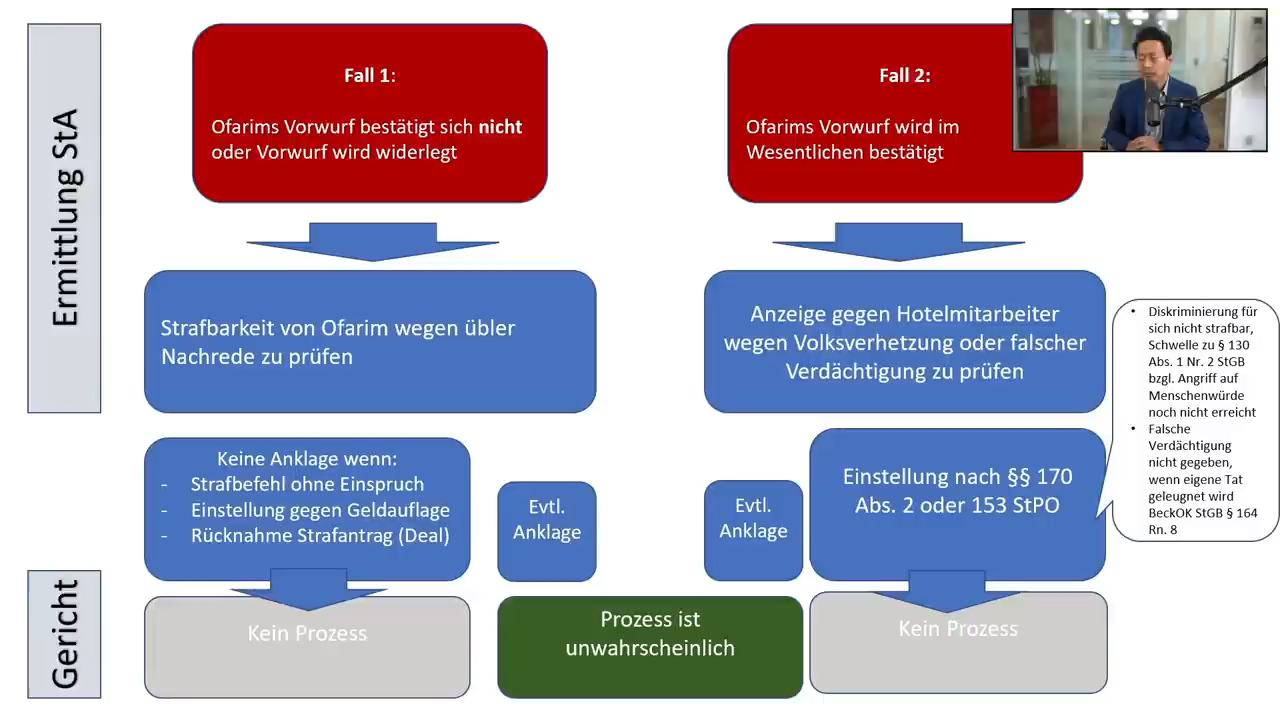 Ermittlung StA
Fall 1:
Ofarims Vorwurf bestätigt sich nicht
oder Vorwurf wird widerlegt
Fall 2:
Ofarims Vorwurf wird im
Wesentlichen bestätigt
Strafbarkeit von Ofarim wegen übler
Nachrede zu prüfen
Anzeige gegen Hotelmitarbeiter
wegen Volksverhetzung oder falscher
Verdächtigung zu prüfen
• Diskriminierung für
sich nicht strafbar,
Schwelle zu § 130
Abs. 1 Nr. 2 StGB
bzgl. Angriff auf
Menschenwürde
noch nicht erreicht
• Falsche
Verdächtigung
nicht gegeben,
wenn eigene Tat
geleugnet wird
BeckOK StGB § 164
Rn. 8
Keine Anklage wenn:
- Strafbefehl ohne Einspruch
- Einstellung gegen Geldauflage
- Rücknahme Strafantrag (Deal)
Evtl.
Anklage
Evtl.
Anklage
Einstellung nach §§ 170
Abs. 2 oder 153 StPO
Gericht
Kein Prozess
Prozess ist
unwahrscheinlich
Kein Prozess